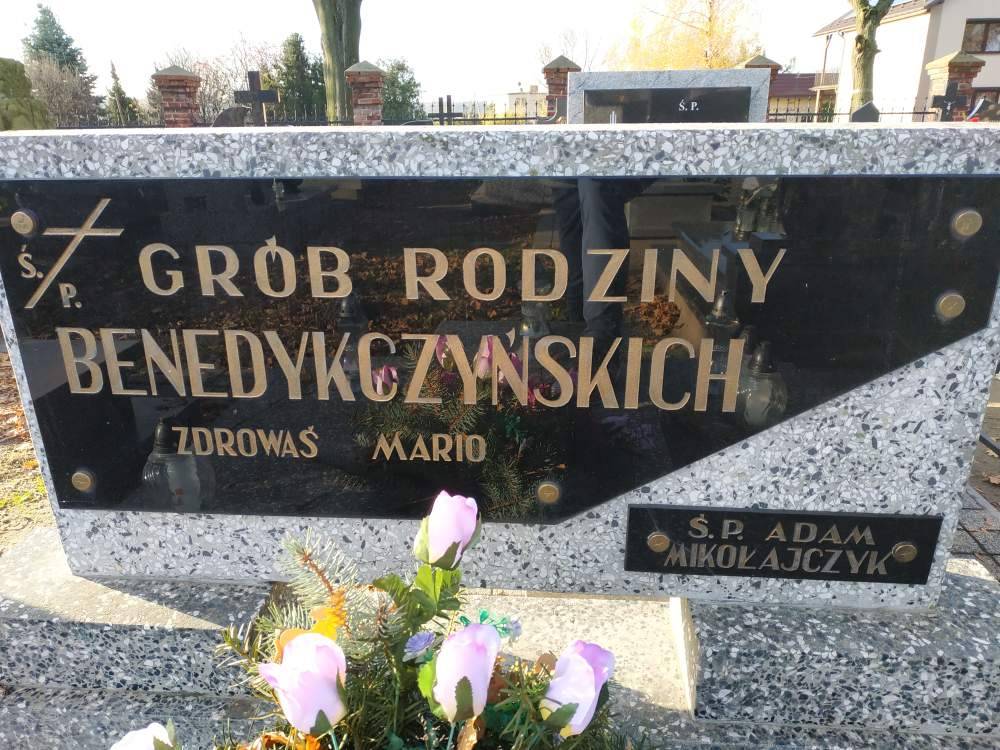 Ś.P.
Ś. P.
GRÓB RODZINY
BENEDYKCZYŃSKICH
ZDROWAŚ MARIO
Ś.P. ADAM
MIKOŁAJCZYK